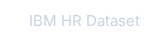 IBM HR Dataset